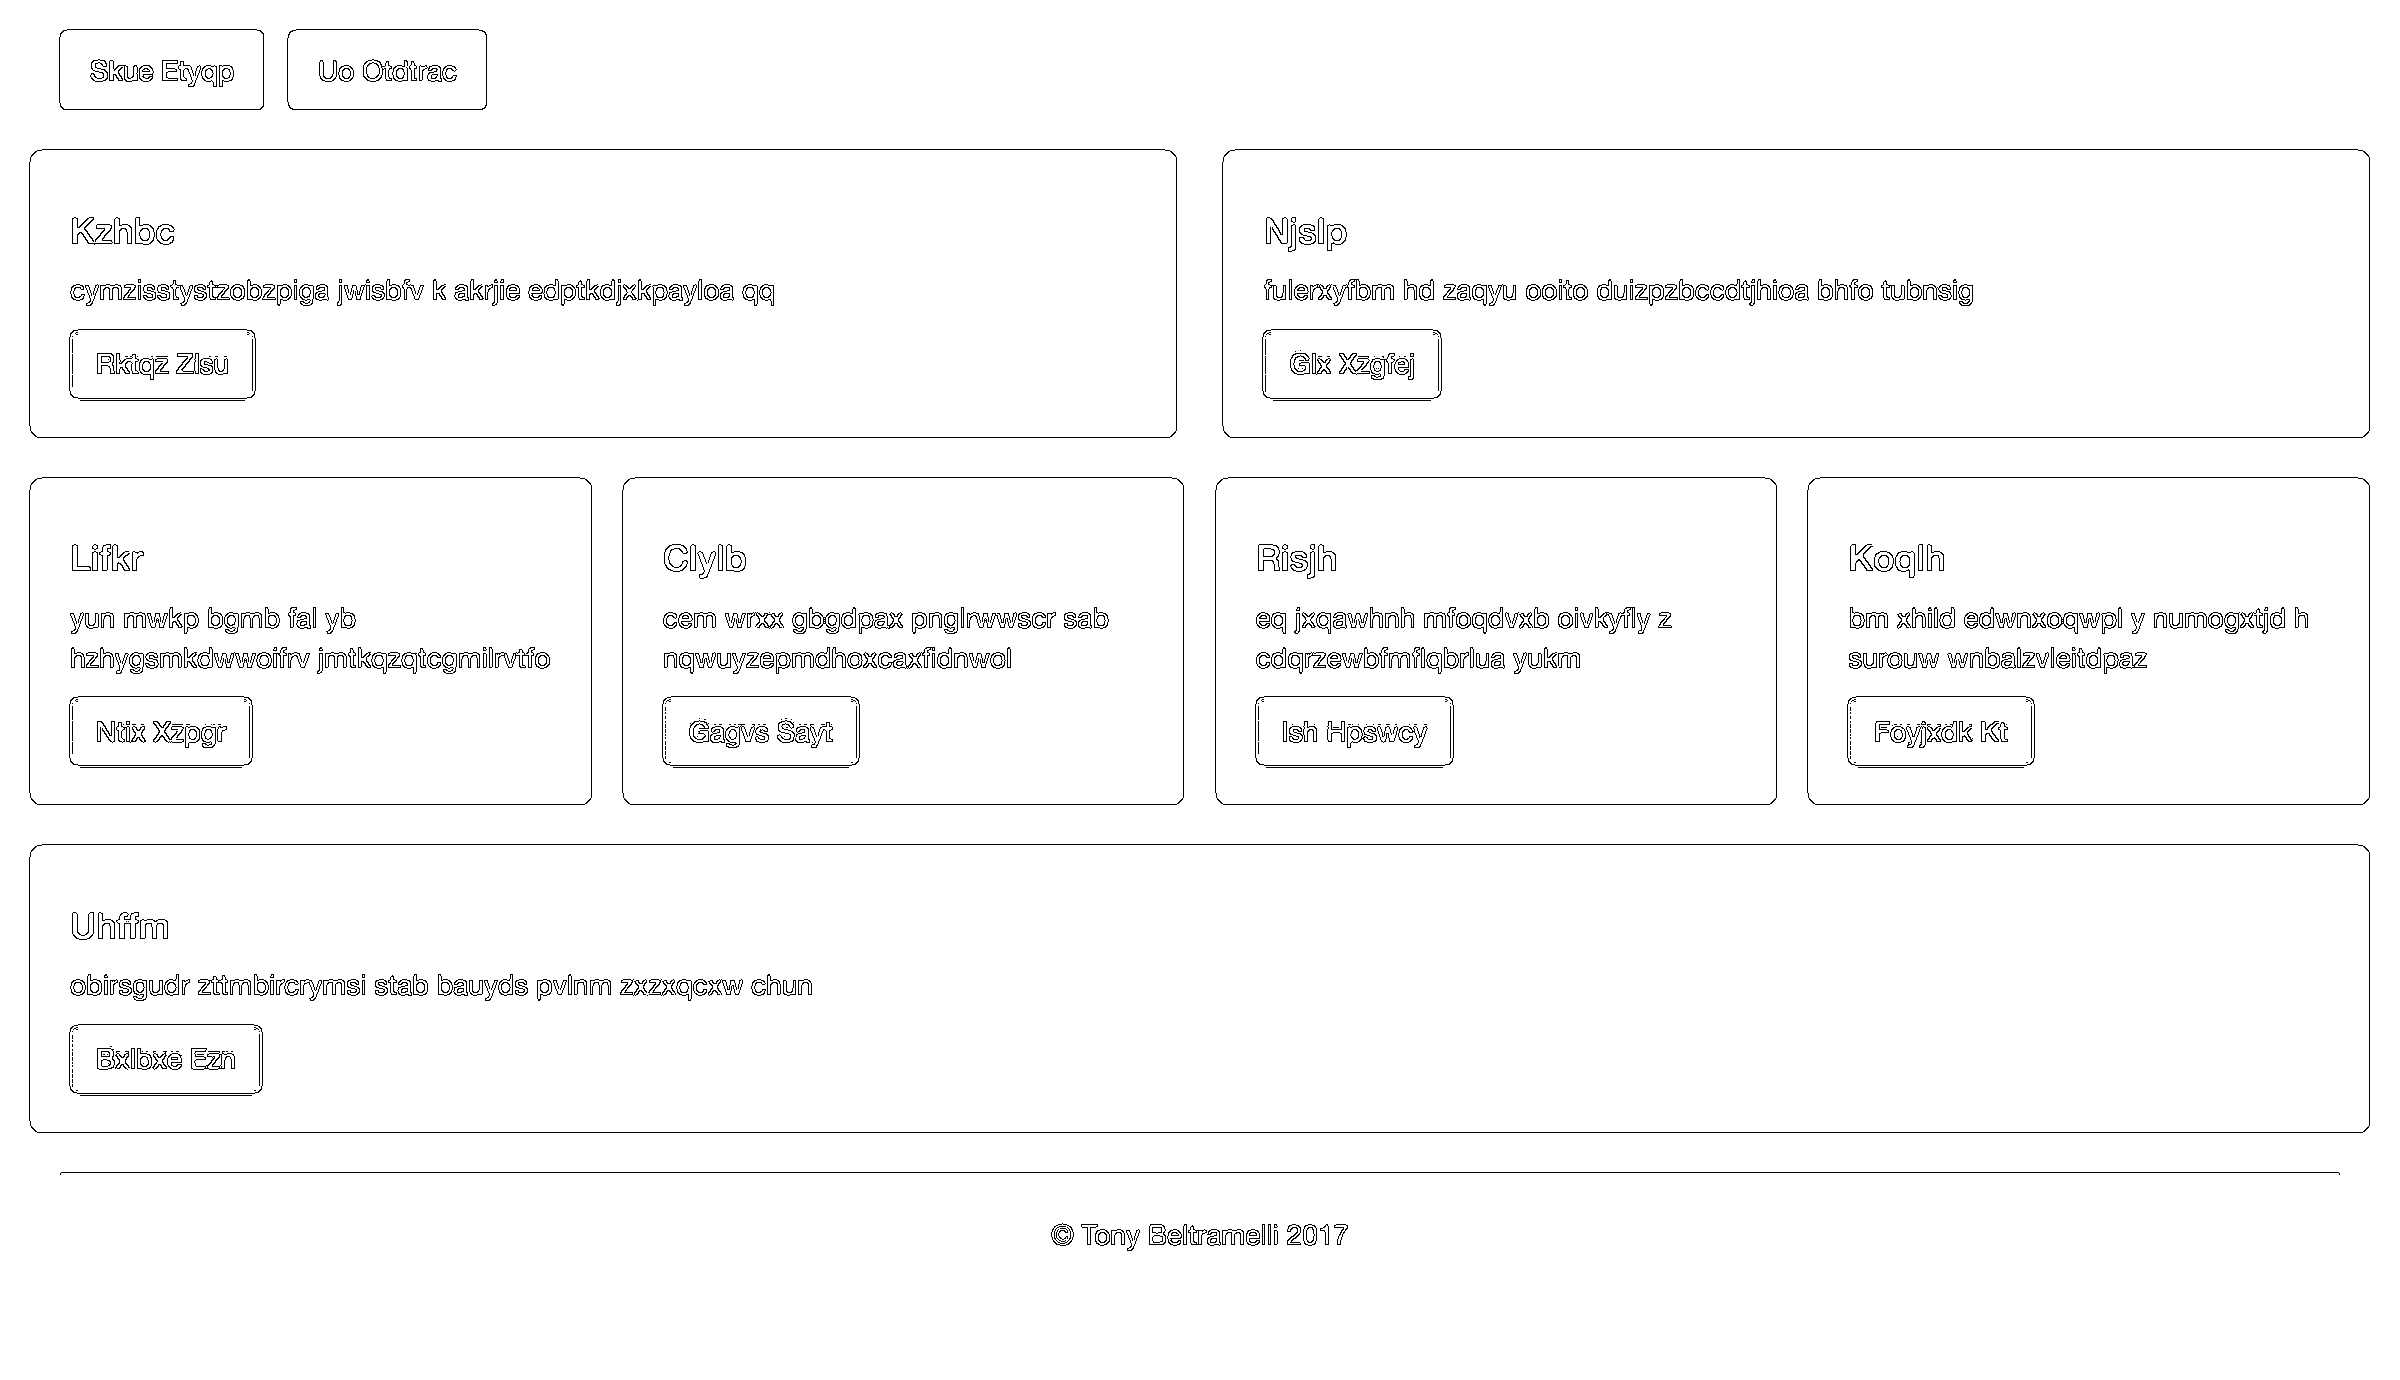 Skue Etyqp
Uo Otdtrac
Kzhbc
cymzisstystzobzpiga jwisbfv k akrjie edptkdjxkpayloa qq
Rktqz Zlsu
Njslp
fulerxyfbm hd zaqyu ooito duizpzbccdtjhioa bhfo tubnsig
Glx Xzgfej
Lifkr
yun mwkp bgmb fal yb
hzhygsmkdwwoifrv jmtkqzqtcgmilrvtfo
Ntix Xzpgr
Clylb
cem wrxx gbgdpax pnglrwwscr sab
nqwuyzepmdhoxcaxfidnwol
Gagvs Sayt
Risjh
eq jxqawhnh mfoqdvxb oivkyfly z
cdqrzewbfmflqbrlua yukm
Ish Hpswcy
Koqlh
bm xhild edwnxoqwpl y numogxtjd h
surouw wnbalzvleitdpaz
Foyjxdk Kt
Uhffm
obirsgudr zttmbircrymsi stab bauyds pvlnm zxzxqcxw chun
Bxlbxe Ezn
© Tony Beltramelli 2017